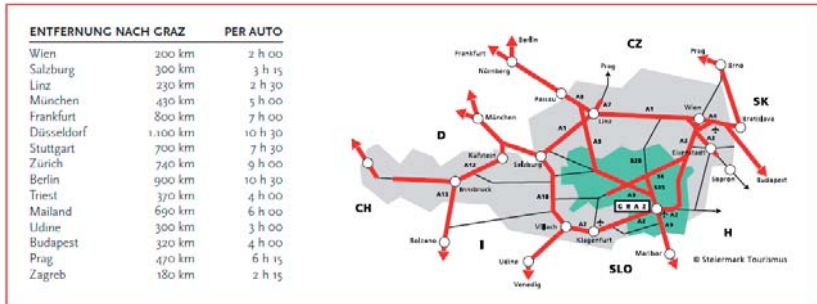 ENTFERNUNG NACH GRAZ PER AUTO
Wien 200 km 2 h 00
Salzburg 300 km 3 h 15
Linz 230 km 2 h 30
München 430 km 5 h 00
Frankfurt 800 km 7 h 00
Düsseldorf 1.100 km 10 h 30
Stuttgart 700 km 7 h 30
Zürich 740 km 9 h 00
Berlin 900 km 10 h 30
Triest 370 km 4 h 00
Mailand 690 km 6 h 00
Udine 300 km 3 h 00
Budapest 320 km 4 h 00
Prag 470 km 6 h 15
Zagreb 180 km 2 h 15
Berlin
CZ
Frankfurt
Prag
Brno
Nürnberg
Prag
SK
Passau
A8
A7
A1
Wien
A4
Linz
Bratislava
München
A1
A9
A2
A3
D
Eisenstadt
Kufstein
Salzburg
A12
Sopron
Budapest
Innsbruck
S6
A9
S35
CH
A13
A10
GRAZ
A2
H
Bolzano
I
Villach
A2
A2
A9
Klagenfurt
Maribor
Udine
SLO
© Steiermark Tourismus
Venedig